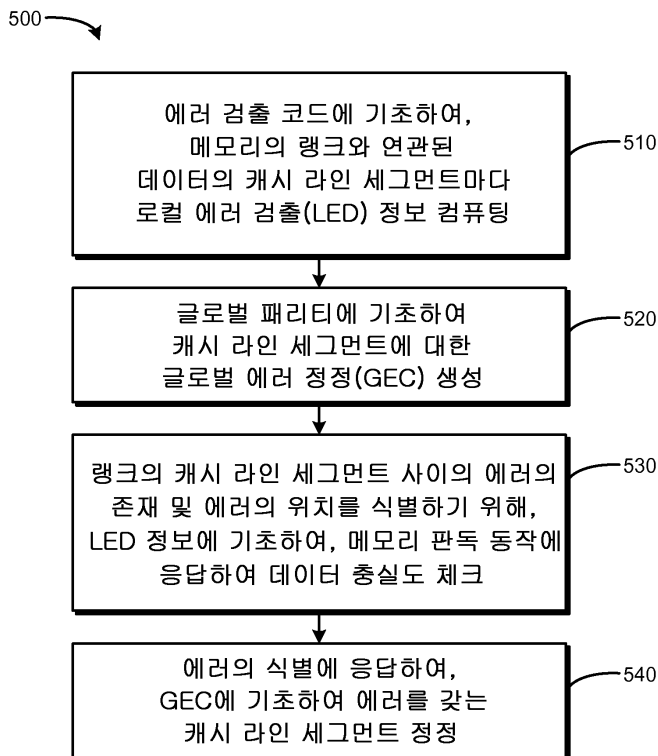 500
에러 검출 코드에 기초하여,
메모리의 랭크와 연관된
데이터의 캐시 라인 세그먼트마다
로컬 에러 검출(LED) 정보 컴퓨팅
510
글로벌 패리티에 기초하여
캐시 라인 세그먼트에 대한
글로벌 에러 정정(GEC) 생성
520
랭크의 캐시 라인 세그먼트 사이의 에러의
존재 및 에러의 위치를 식별하기 위해,
LED 정보에 기초하여, 메모리 판독 동작에
응답하여 데이터 충실도 체크
530
에러의 식별에 응답하여,
GEC에 기초하여 에러를 갖는
캐시 라인 세그먼트 정정
540